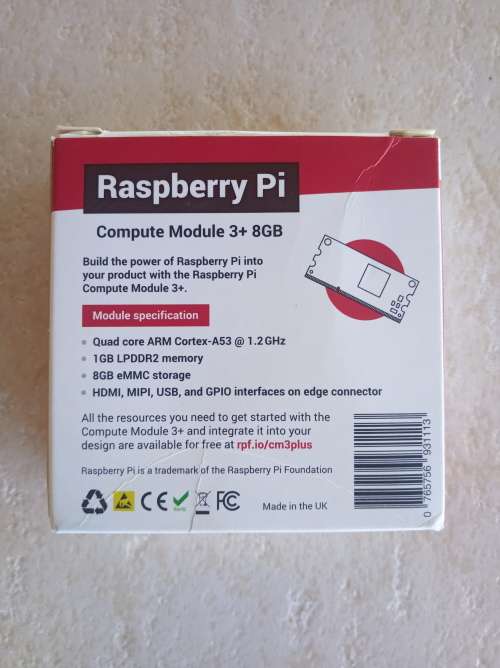 Raspberry Pi
Compute Module 3+ 8GB
Build the power of Raspberry Pi into
your product with the Raspberry Pi
Compute Module 3+.
Module specification
• Quad core ARM Cortex-A53 @ 1.2GHz
• 1GB LPDDR2 memory
• 8GB eMMC storage
• HDMI, MIPI, USB, and GPIO interfaces on edge connector
All the resources you need to get started with the
Compute Module 3+ and integrate it into your
design are available for free at rpf.io/cm3plus
Raspberry Pi is a trademark of the Raspberry Pi Foundation
CE
FC
Made in the UK
0 765756 931113